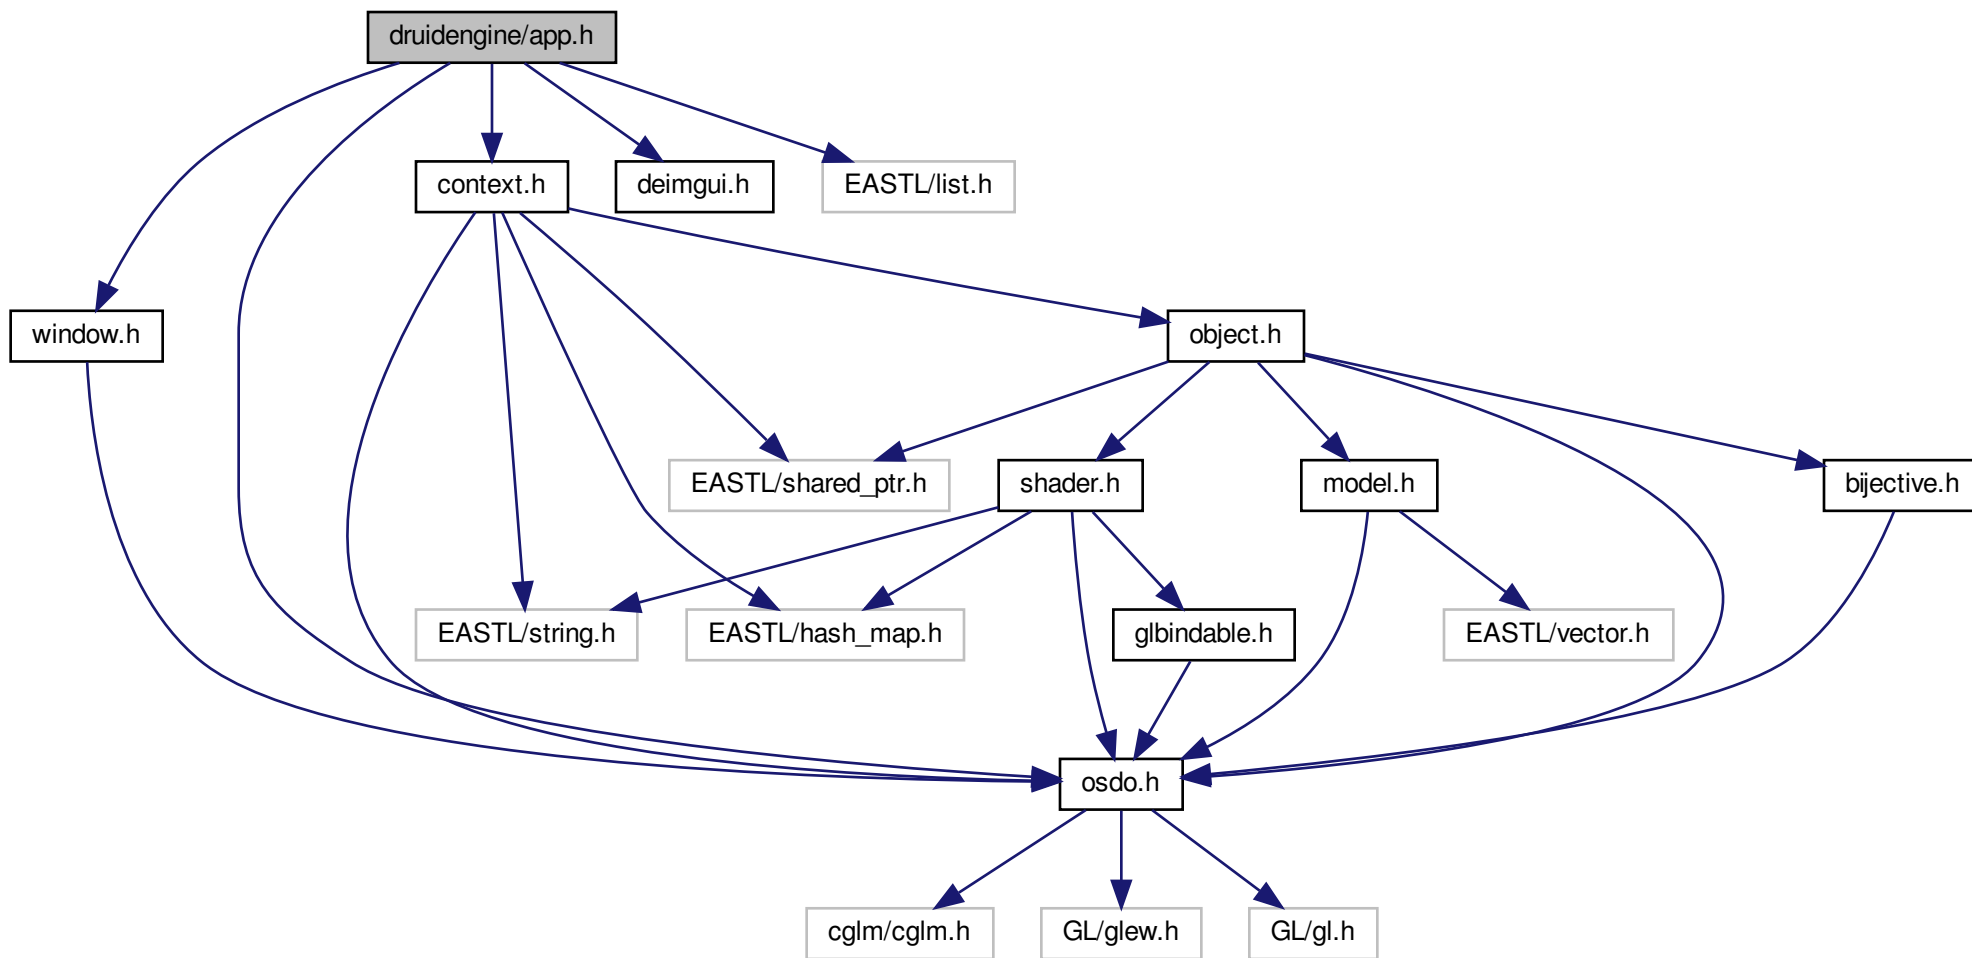 druidengine/app.h
context.h
deimgui.h
EASTL/list.h
window.h
object.h
EASTL/shared_ptr.h
shader.h
model.h
bijective.h
EASTL/string.h
EASTL/hash_map.h
glbindable.h
EASTL/vector.h
osdo.h
cglm/cglm.h
GL/glew.h
GL/gl.h